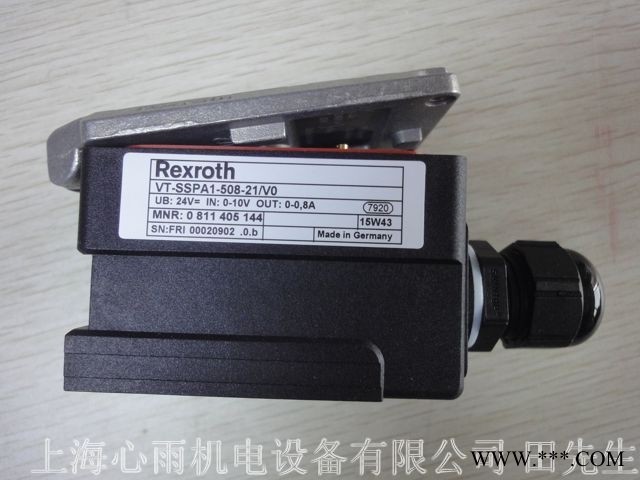 Rexroth
VT-SSPA1-508-21/V0
UB: 24V= IN: 0-10V OUT: 0-0,8A 7920
MNR: 0 811 405 144 15W43
SN:FRI 00020902 .0.b Made in Germany
上海心雨机电设备有限公司 田先生
www.***.com